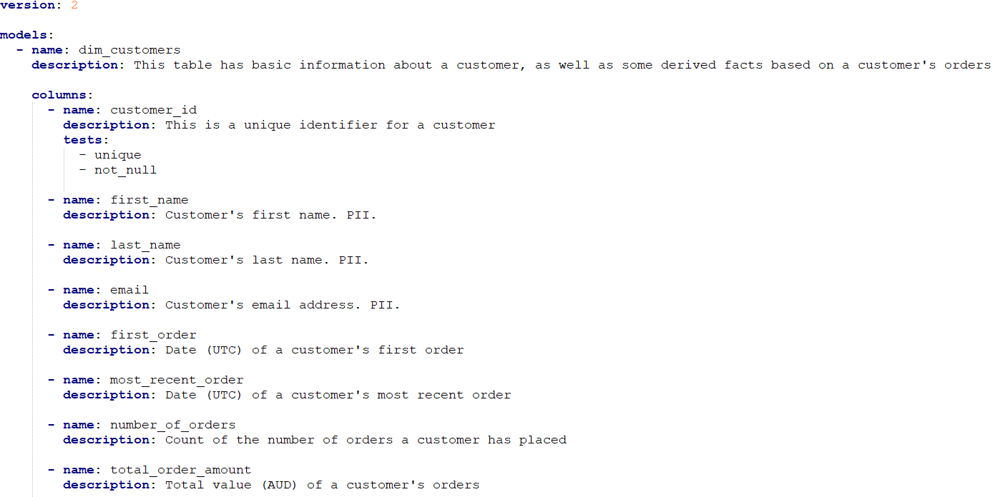 version: 2
models:
- name: dim_customers
description: This table has basic information about a customer, as well as some derived facts based on a customer's orders
columns:
- name: customer_id
description: This is a unique identifier for a customer
tests:
- unique
- not_null
- name: first_name
description: Customer's first name. PII.
- name: last_name
description: Customer's last name. PII.
- name: email
description: Customer's email address. PII.
- name: first_order
description: Date (UTC) of a customer's first order
- name: most_recent_order
description: Date (UTC) of a customer's most recent order
- name: number_of_orders
description: Count of the number of orders a customer has placed
- name: total_order_amount
description: Total value (AUD) of a customer's orders